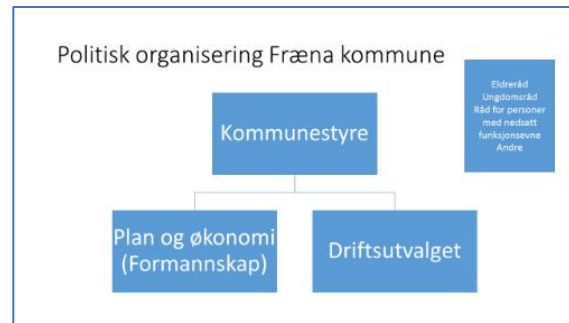 Politisk organisering Fræna kommune
Eldreråd
Ungdomsråd
Råd for personer
med nedsatt
funksjonsevne
Andre
Kommunestyre
Plan og økonomi
(Formannskap)
Driftsutvalget